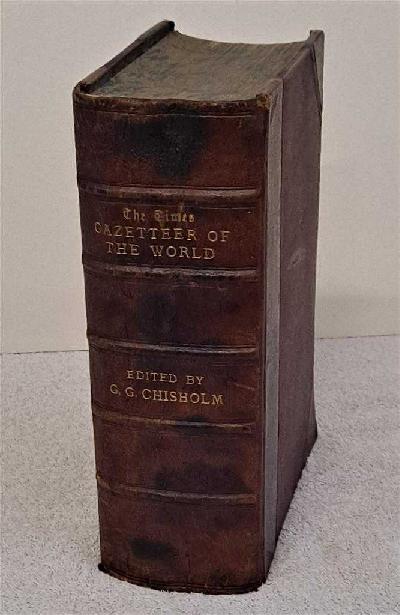 The Times
GAZETTEER OF
THE WORLD
EDITED BY
G. G. CHISHOLM